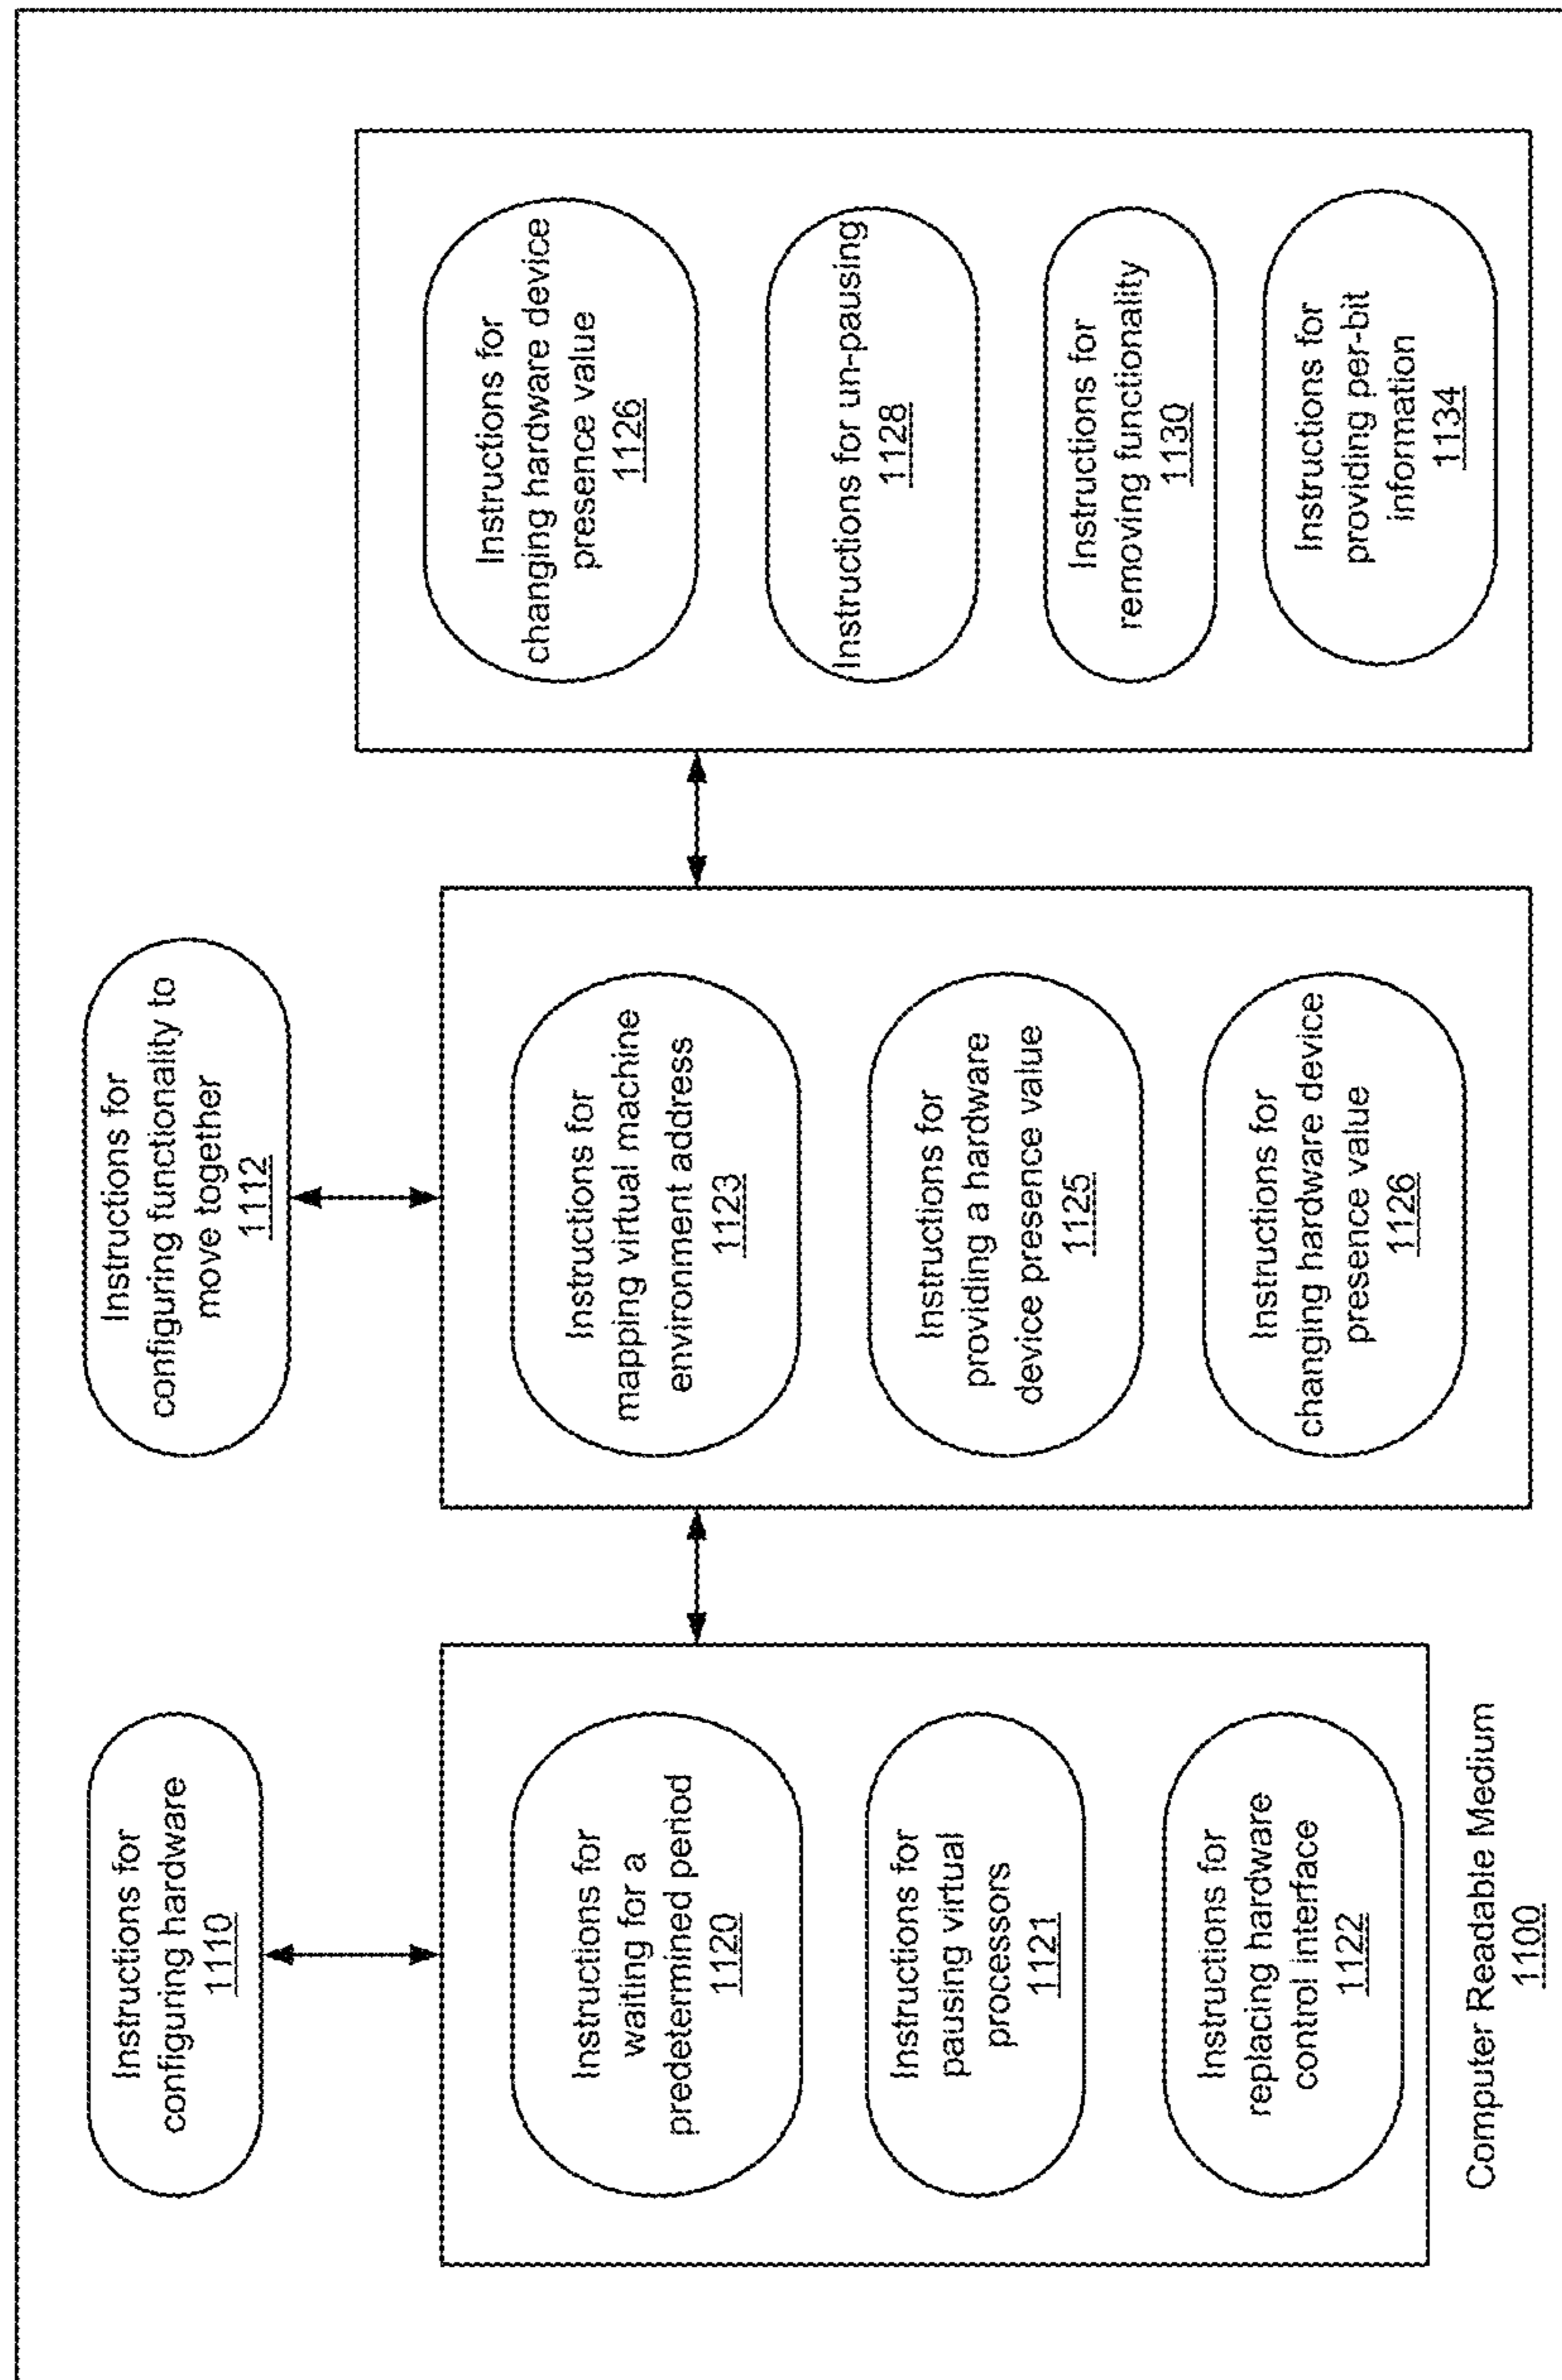 Instructions for
configuring hardware
1110
Instructions for
waiting for a
predetermined period
1120
Instructions for
pausing virtual
processors
1121
Instructions for
replacing hardware
control interface
1122
Computer Readable Medium
1100
Instructions for
configuring functionality to
move together
1112
Instructions for
mapping virtual machine
environment address
1123
Instructions for
providing a hardware
device presence value
1125
Instructions for
changing hardware device
presence value
1126
Instructions for
changing hardware device
presence value
1126
Instructions for un-pausing
1128
Instructions for
removing functionality
1130
Instructions for
providing per-bit
information
1134